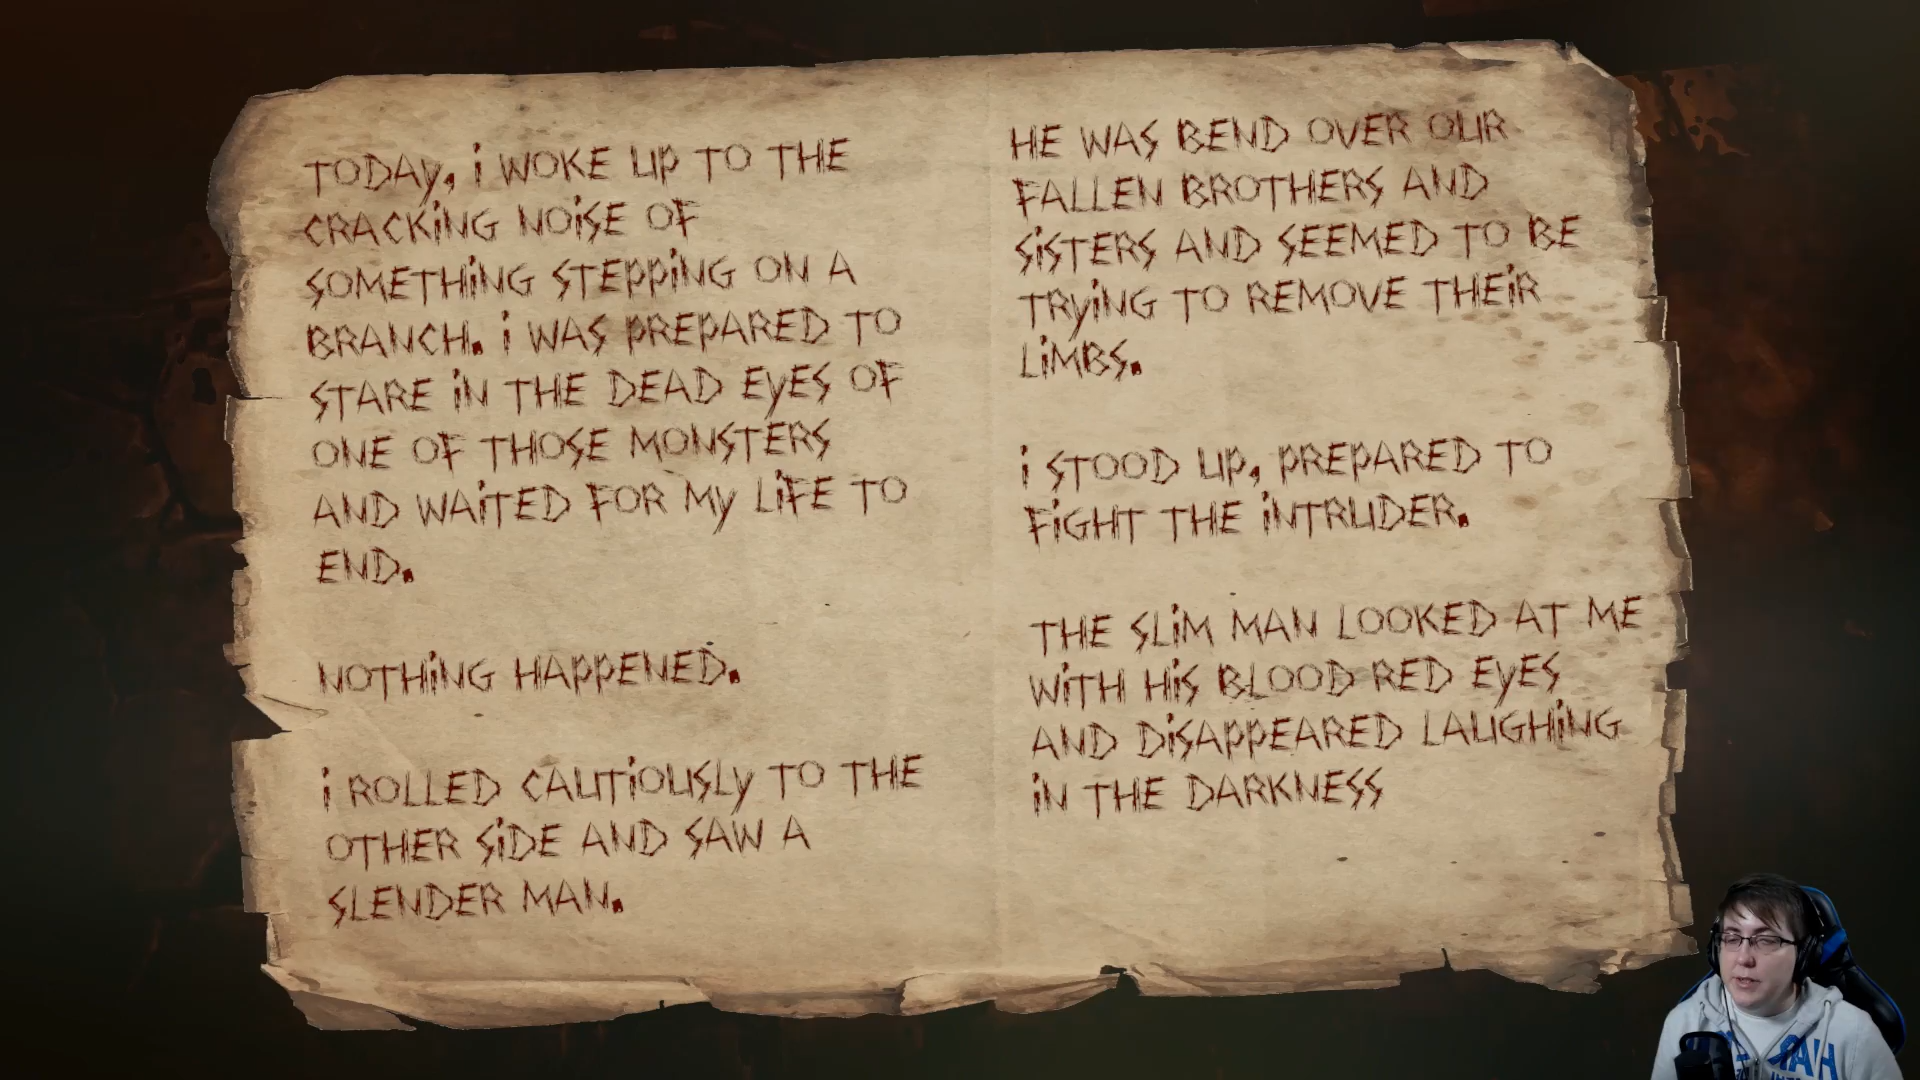 TODAY, i WOKE UP TO THE
CRACKiNG NOiSE OF
SOMETHiNG STEPPiNG ON A
BRANCH. i WAS PREPARED TO
STARE iN THE DEAD EYES OF
ONE OF THOSE MONSTERS
AND WAiTED FOR MY LiFE TO
END.
NOTHiNG HAPPENED.
i ROLLED CAUTiOUSLY TO THE
OTHER SiDE AND SAW A
SLENDER MAN.
HE WAS BEND OVER OUR
FALLEN BROTHERS AND
SiSTERS AND SEEMED TO BE
TRYiNG TO REMOVE THEiR
LiMBS.
i STOOD UP, PREPARED TO
FiGHT THE iNTRUDER.
THE SLiM MAN LOOKED AT ME
WiTH HiS BLOOD RED EYES
AND DiSAPPEARED LAUGHiNG
iN THE DARKNESS